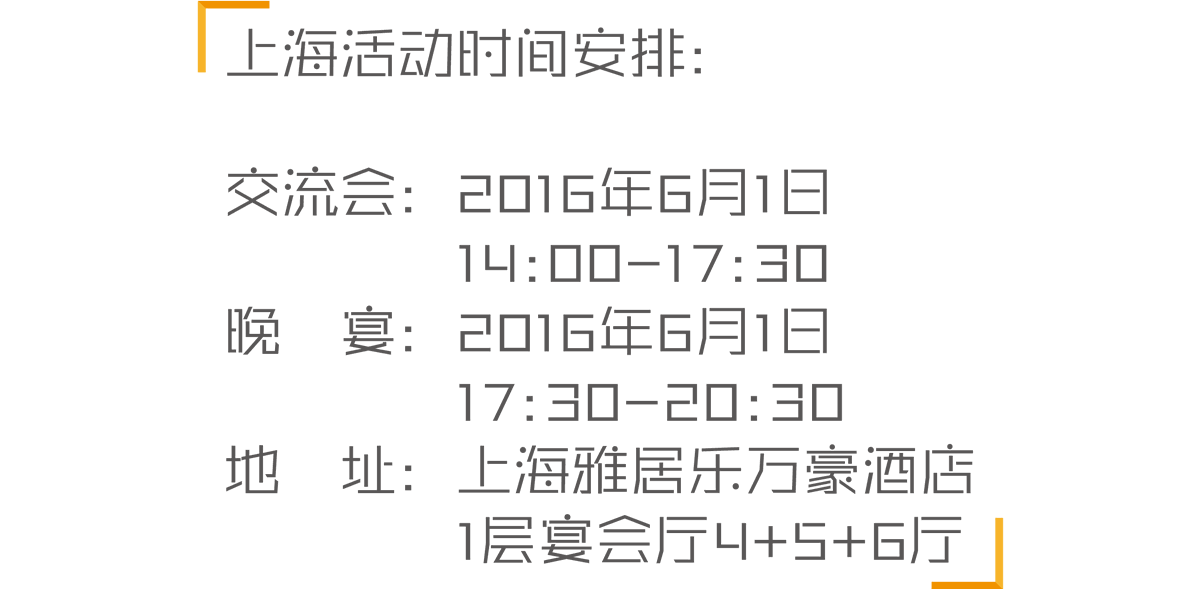 上海活动时间安排:
交流会: 2016年6月1日
14:00-17:30
晚 宴: 2016年6月1日
17:30-20:30
地 址: 上海雅居乐万豪酒店
1层宴会厅4+5+6厅